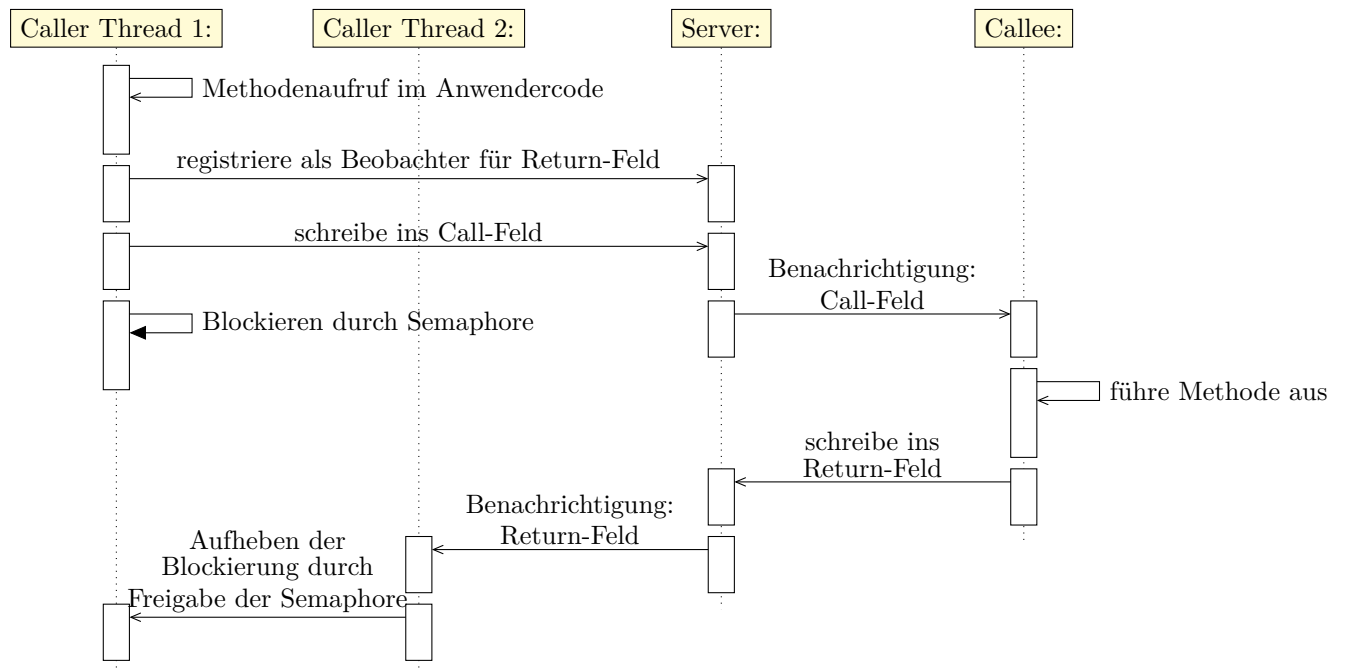 Caller Thread 1:
Caller Thread 2:
Server:
Callee:
Methodenaufruf im Anwendercode
registriere als Beobachter für Return-Feld
schreibe ins Call-Feld
Benachrichtigung:
Call-Feld
Blockieren durch Semaphore
führe Methode aus
schreibe ins
Return-Feld
Benachrichtigung:
Return-Feld
Aufheben der
Blockierung durch
Freigabe der Semaphore